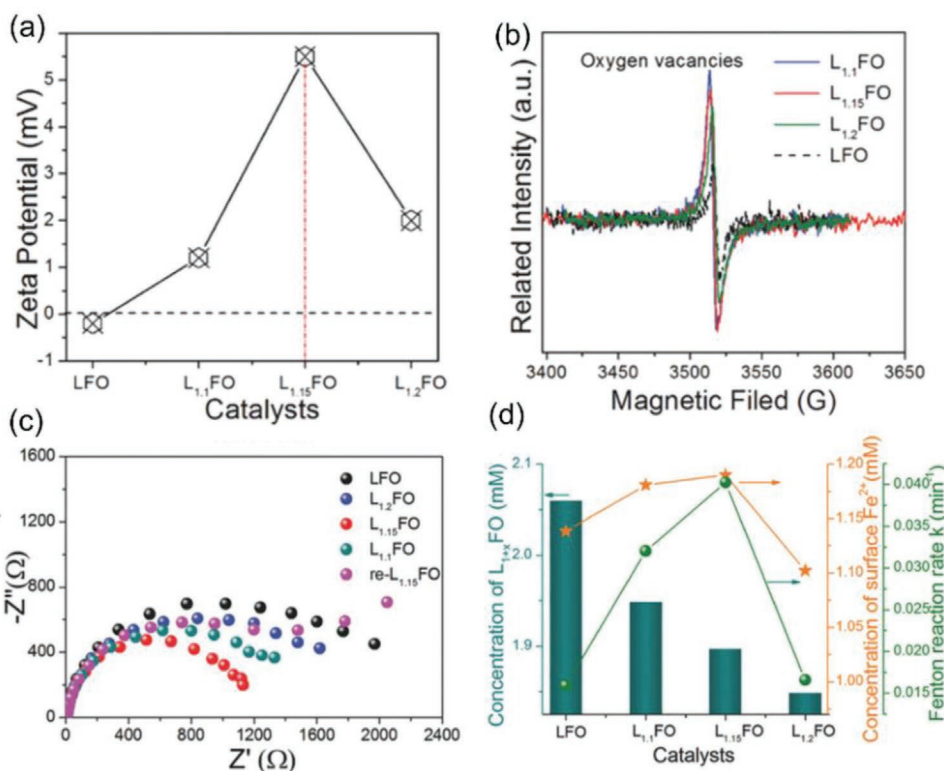 (a)
Zeta Potential (mV)
5
4
3
2
1
0
-1
LFO
L₁.₁FO
L₁.₁₅FO
L₁.₂FO
Catalysts
(b)
Related Intensity (a.u.)
Oxygen vacancies
L₁.₁FO
L₁.₁₅FO
L₁.₂FO
LFO
3400
3450
3500
3550
3600
3650
Magnetic Filed (G)
(c)
-Z''(Ω)
1600
1200
800
400
0
LFO
L₁.₂FO
L₁.₁₅FO
L₁.₁FO
re-L₁.₁₅FO
0
400
800
1200
1600
2000
2400
Z' (Ω)
(d)
Concentration of L₁₊ₓFO (mM)
2.1
2.0
1.9
LFO
L₁.₁FO
L₁.₁₅FO
L₁.₂FO
Catalysts
1.20
1.15
1.10
1.05
1.00
Concentration of surface Fe²⁺(mM)
0.040
0.035
0.030
0.025
0.020
0.015
Fenton reaction rate k (min⁻¹)